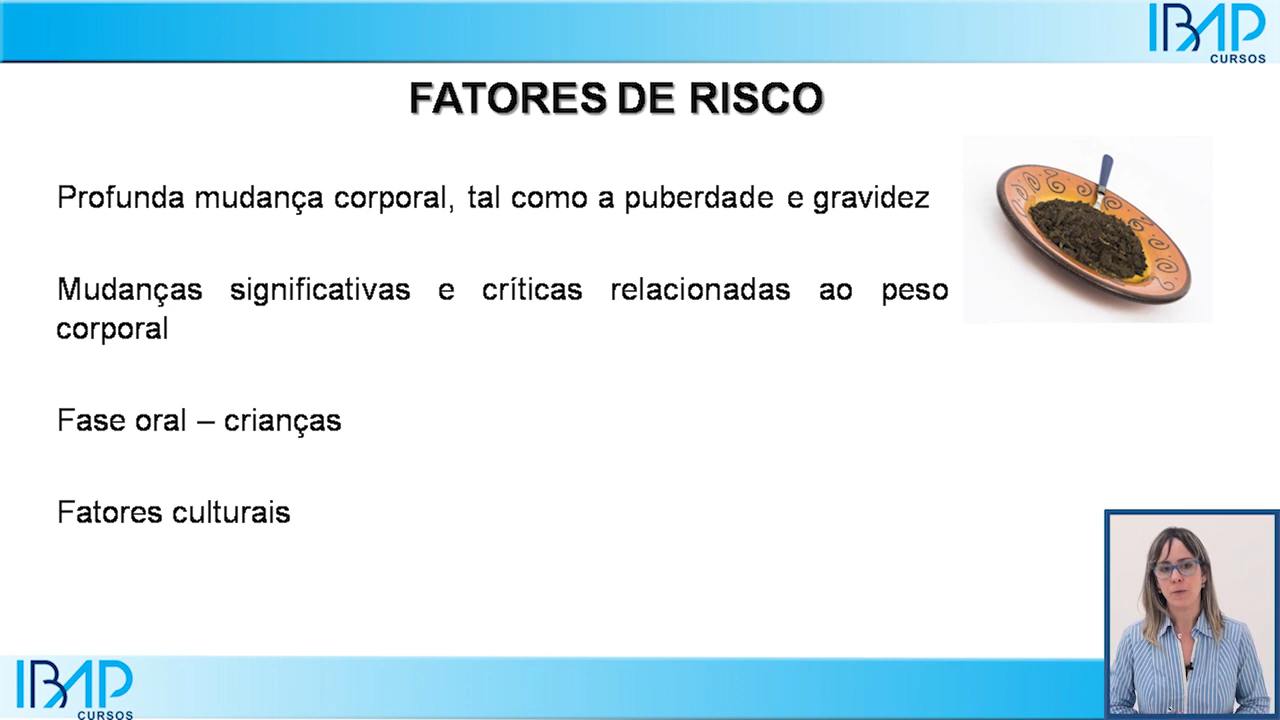 IBAP
CURSOS
FATORES DE RISCO
Profunda mudança corporal, tal como a puberdade e gravidez
Mudanças significativas e críticas relacionadas ao peso
corporal
Fase oral – crianças
Fatores culturais
IBAP
CURSOS